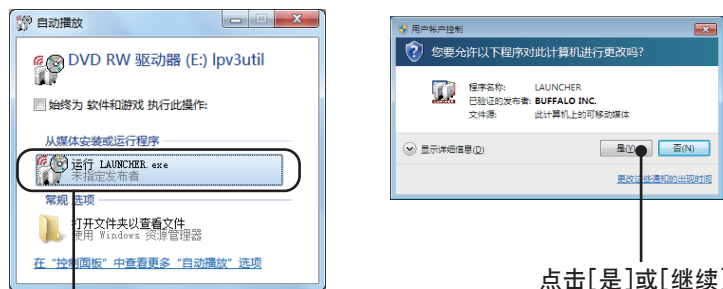 自动播放
DVD RW 驱动器 (E:) lpv3util
始终为 软件和游戏 执行此操作:
从媒体安装或运行程序
运行 LAUNCHER.exe
未指定发布者
常规 选项
打开文件夹以查看文件
使用 Windows 资源管理器
在 "控制面板" 中查看更多 "自动播放" 选项
用户帐户控制
您要允许以下程序对此计算机进行更改吗?
程序名称: LAUNCHER
已验证的发布者: BUFFALO INC.
文件源: 此计算机上的可移动媒体
显示详细信息(D)
是(Y) 否(N)
更改这些通知的出现时间
点击[是]或[继续]